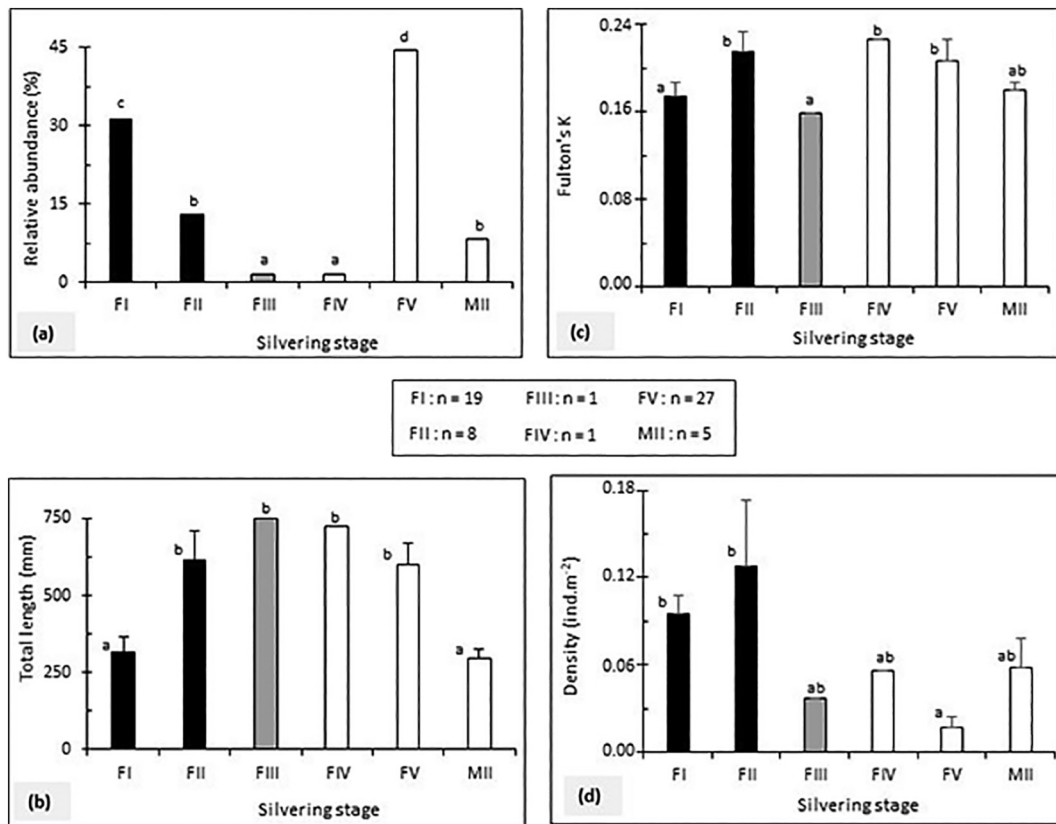 45
30
15
0
Relative abundance (%)
c
b
a
a
d
b
FI FII FIII FIV FV MII
Silvering stage
(a)
0.24
0.16
0.08
0.00
Fulton's K
a
b
a
b
b
ab
FI FII FIII FIV FV MII
Silvering stage
(c)
FI : n = 19 FIII : n = 1 FV : n = 27
FII : n = 8 FIV : n = 1 MII : n = 5
750
500
250
0
Total length (mm)
a
b
b
b
b
a
FI FII FIII FIV FV MII
Silvering stage
(b)
0.18
0.12
0.06
0.00
Density (ind.m-2)
b
b
ab
ab
a
ab
FI FII FIII FIV FV MII
Silvering stage
(d)